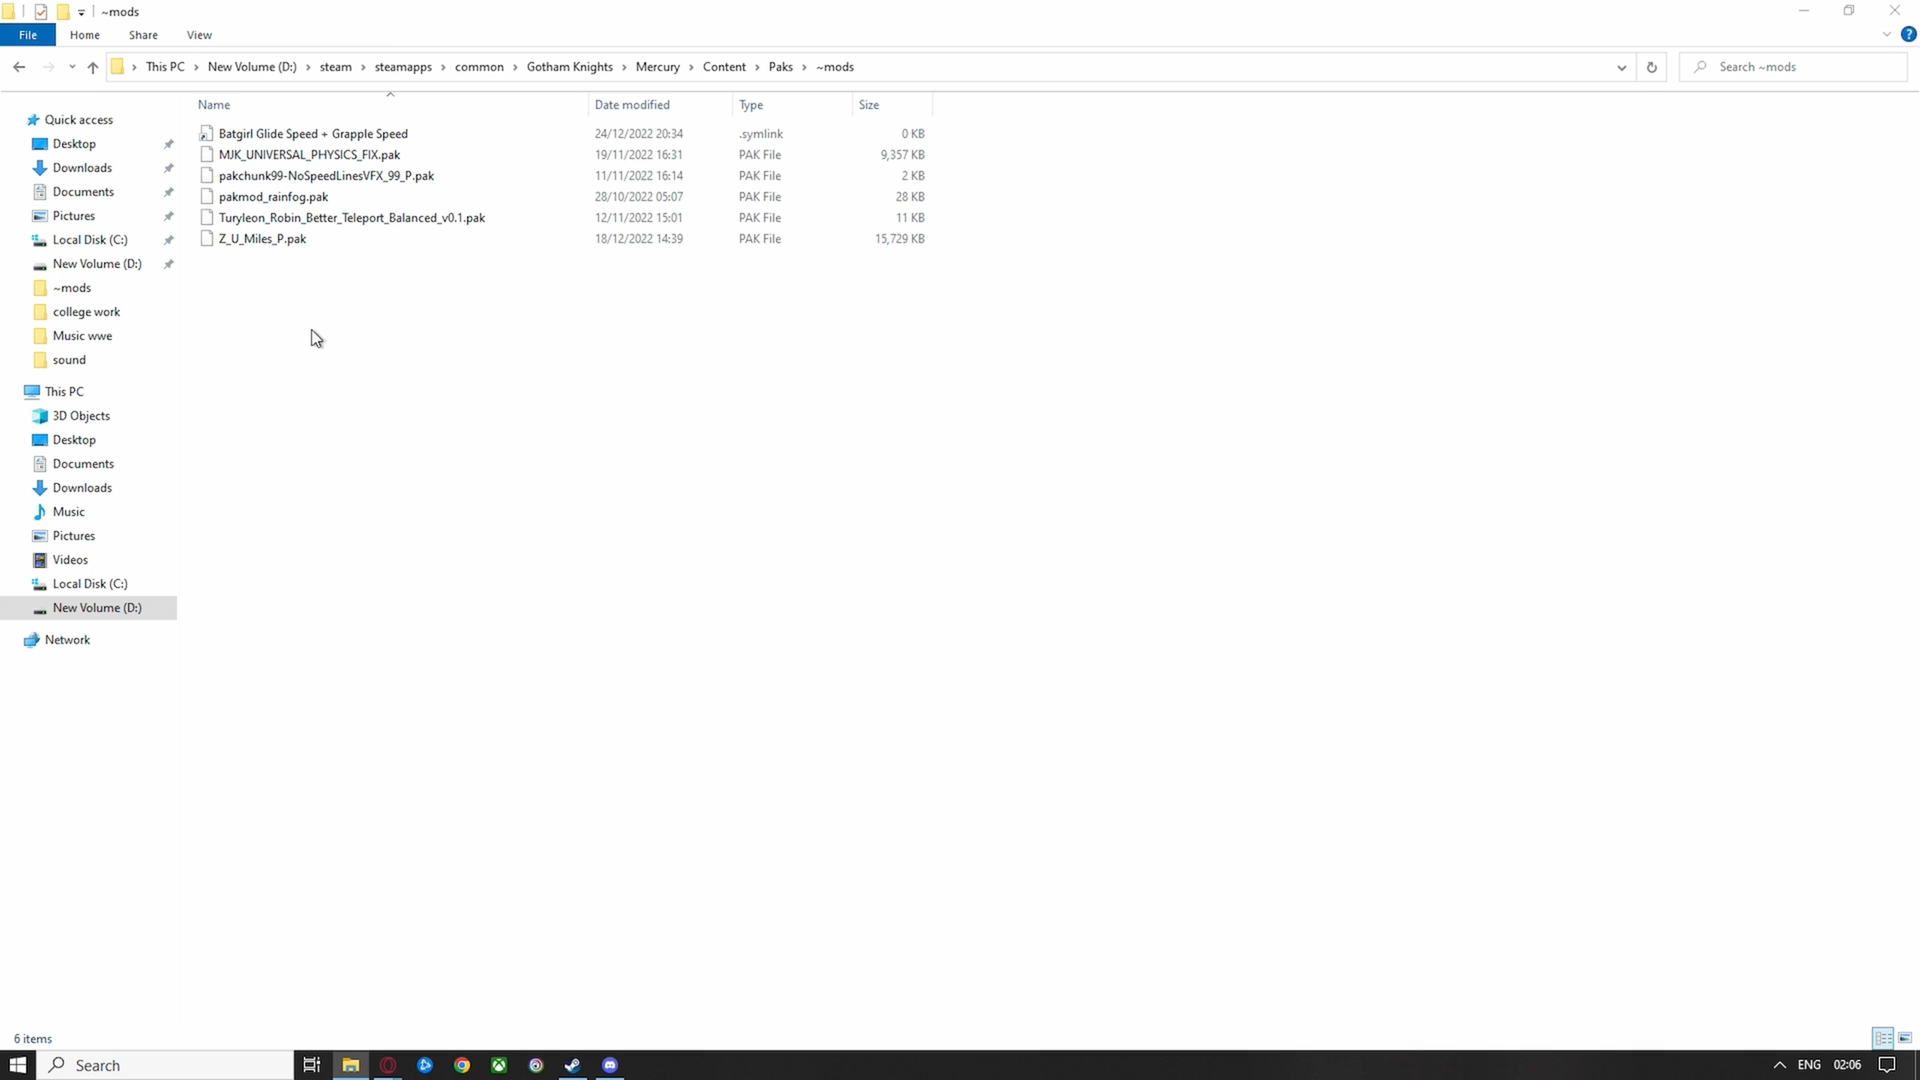 ~mods
File Home Share View
This PC New Volume (D:) steam steamapps common Gotham Knights Mercury Content Paks ~mods Search ~mods
Name Date modified Type Size
Quick access
Desktop
Downloads
Documents
Pictures
Local Disk (C:)
New Volume (D:)
~mods
college work
Music wwe
sound
This PC
3D Objects
Desktop
Documents
Downloads
Music
Pictures
Videos
Local Disk (C:)
New Volume (D:)
Network
Batgirl Glide Speed + Grapple Speed 24/12/2022 20:34 .symlink 0 KB
MJK_UNIVERSAL_PHYSICS_FIX.pak 19/11/2022 16:31 PAK File 9,357 KB
pakchunk99-NoSpeedLinesVFX_99_P.pak 11/11/2022 16:14 PAK File 2 KB
pakmod_rainfog.pak 28/10/2022 05:07 PAK File 28 KB
Turyleon_Robin_Better_Teleport_Balanced_v0.1.pak 12/11/2022 15:01 PAK File 11 KB
Z_U_Miles_P.pak 18/12/2022 14:39 PAK File 15,729 KB
6 items
Search ENG 02:06